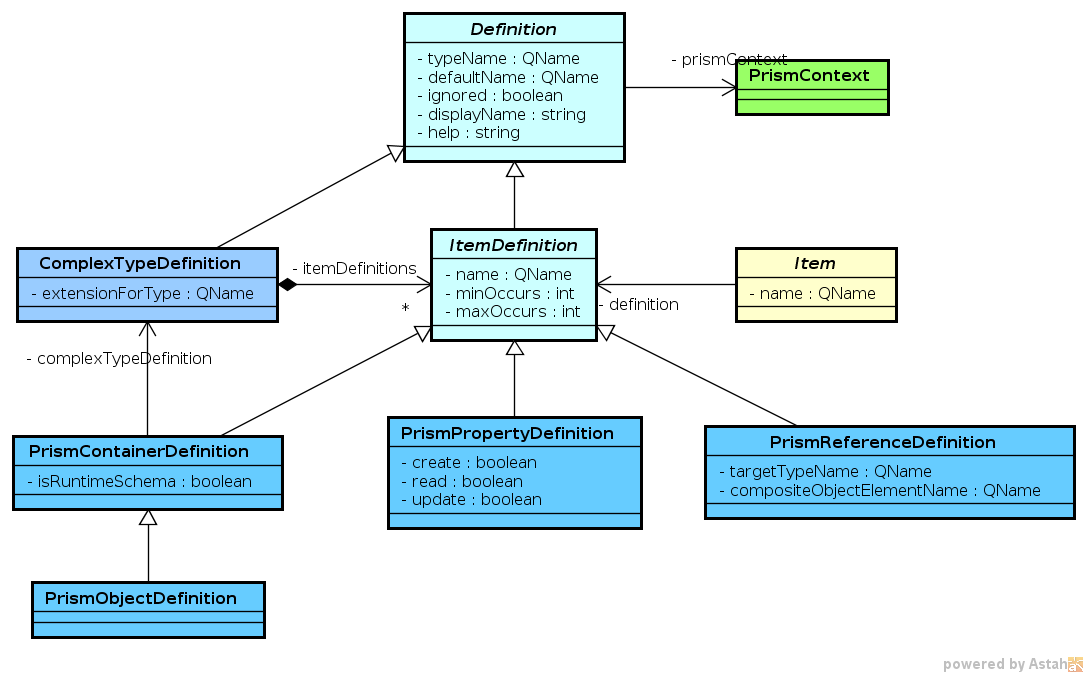 Definition
- typeName : QName
- defaultName : QName
- ignored : boolean
- displayName : string
- help : string
- prismContext
PrismContext
ComplexTypeDefinition
- extensionForType : QName
- itemDefinitions
*
ItemDefinition
- name : QName
- minOccurs : int
- maxOccurs : int
- definition
Item
- name : QName
- complexTypeDefinition
PrismContainerDefinition
- isRuntimeSchema : boolean
PrismPropertyDefinition
- create : boolean
- read : boolean
- update : boolean
PrismReferenceDefinition
- targetTypeName : QName
- compositeObjectElementName : QName
PrismObjectDefinition
powered by Astah